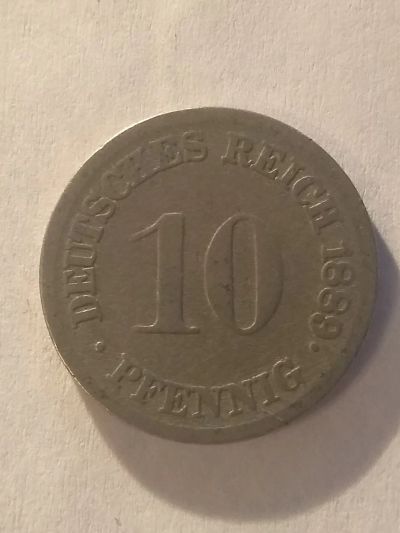 DEUTSCHES REICH 1889
10
· PFENNIG ·